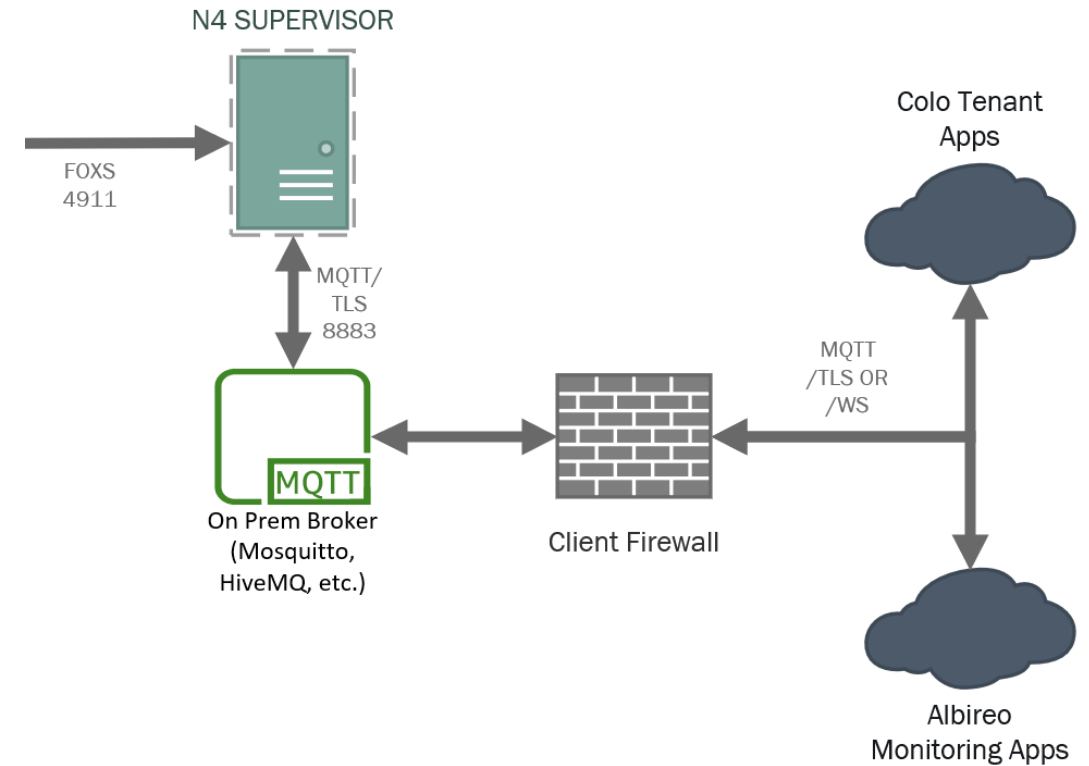 N4 SUPERVISOR
FOXS
4911
MQTT/
TLS
8883
MQTT
On Prem Broker
(Mosquitto,
HiveMQ, etc.)
Client Firewall
MQTT
/TLS OR
/WS
Colo Tenant
Apps
Albireo
Monitoring Apps